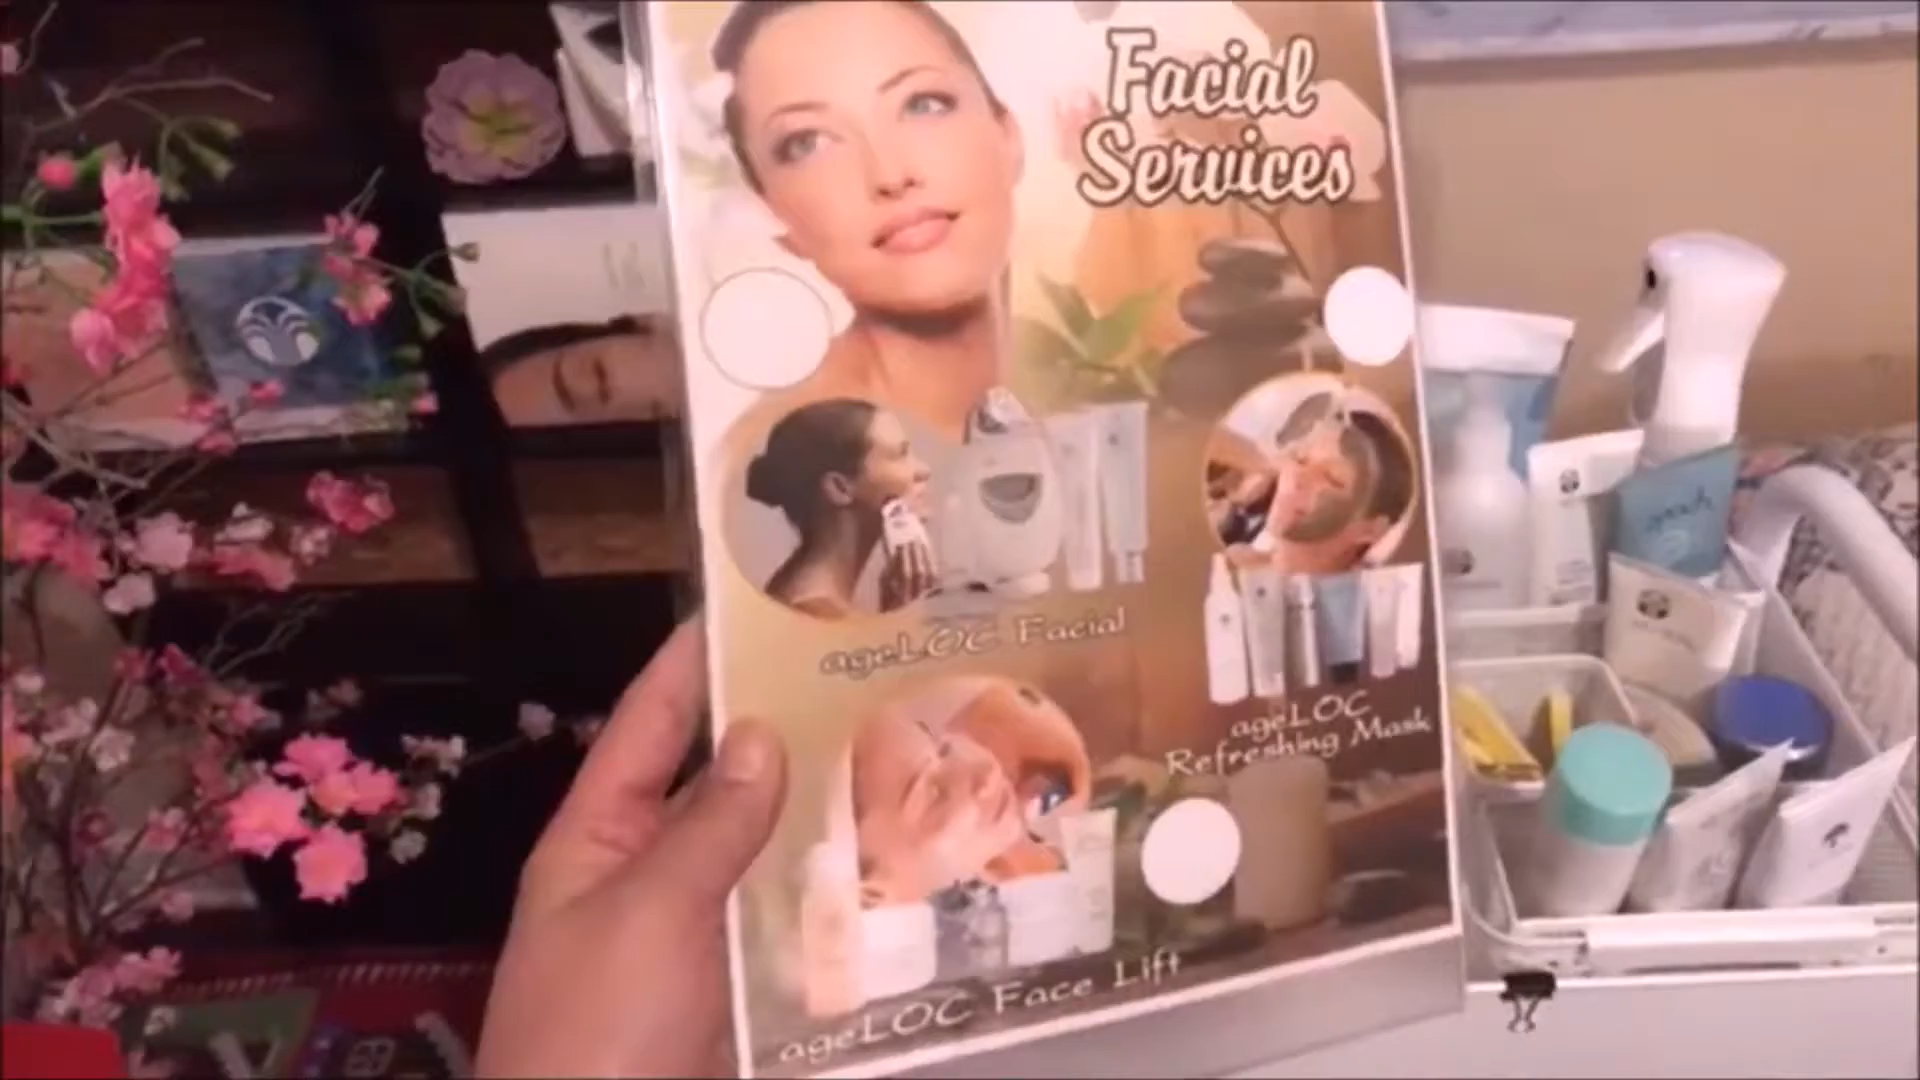 Facial
Services
ageLOC Facial
ageLOC
Refreshing Mask
ageLOC Face Lift